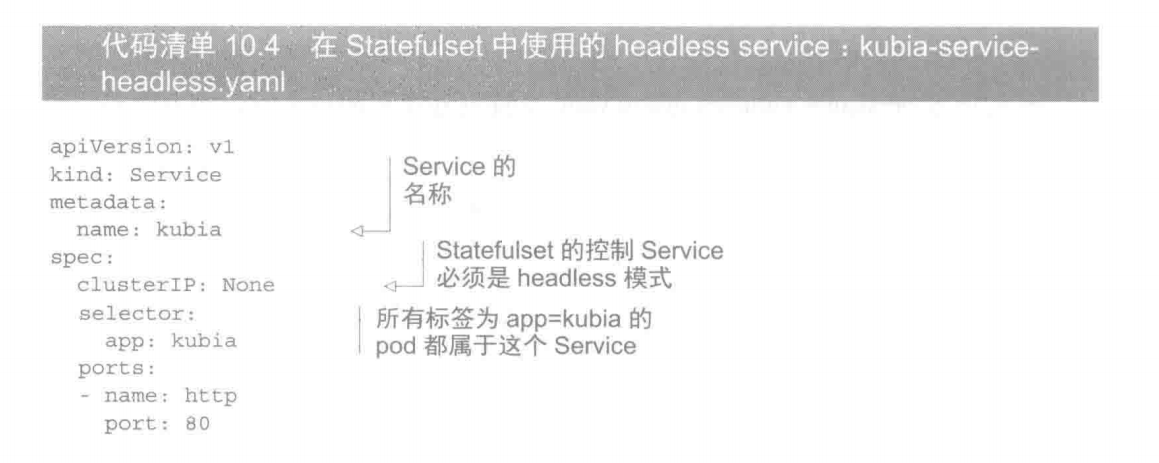 代码清单 10.4 在 Statefulset 中使用的 headless service：kubia-service-
headless.yaml
apiVersion: v1
kind: Service
metadata:
  name: kubia
spec:
  clusterIP: None
  selector:
    app: kubia
  ports:
  - name: http
    port: 80
Service 的
名称
Statefulset 的控制 Service
必须是 headless 模式
所有标签为 app=kubia 的
pod 都属于这个 Service